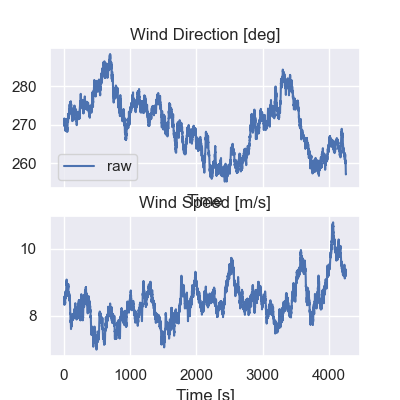 Wind Direction [deg]
280
270
260
raw
Time
Wind Speed [m/s]
10
8
0 1000 2000 3000 4000
Time [s]